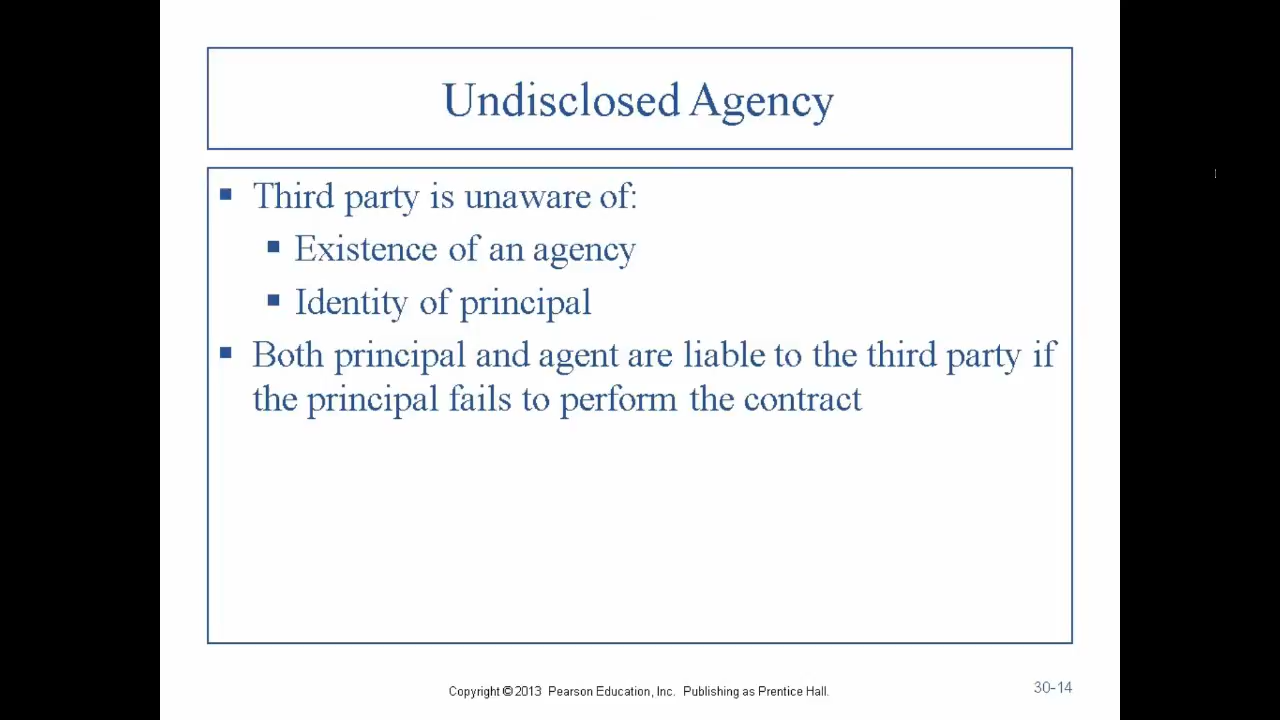 Undisclosed Agency
▪ Third party is unaware of:
▪ Existence of an agency
▪ Identity of principal
▪ Both principal and agent are liable to the third party if
the principal fails to perform the contract
Copyright © 2013 Pearson Education, Inc. Publishing as Prentice Hall.
30-14